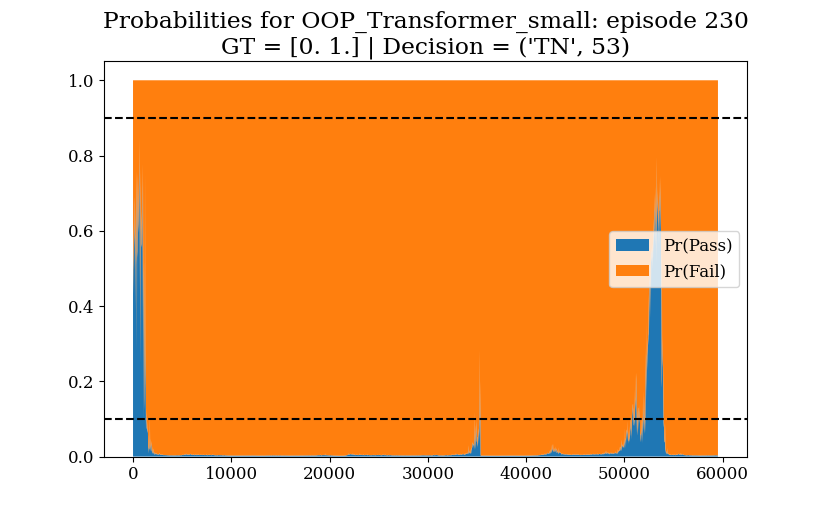 Probabilities for OOP_Transformer_small: episode 230
GT = [0. 1.] | Decision = ('TN', 53)
1.0
0.8
0.6
0.4
0.2
0.0
Pr(Pass)
Pr(Fail)
0 10000 20000 30000 40000 50000 60000